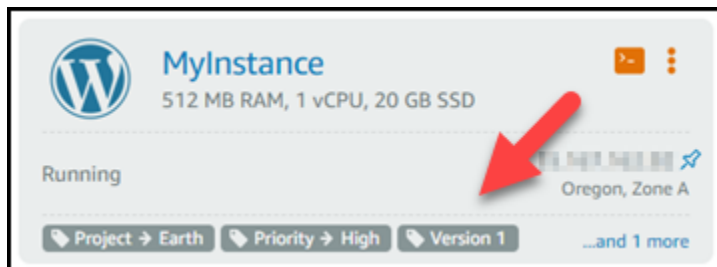 MyInstance
512 MB RAM, 1 vCPU, 20 GB SSD
Running
Oregon, Zone A
Project → Earth
Priority → High
Version 1
...and 1 more